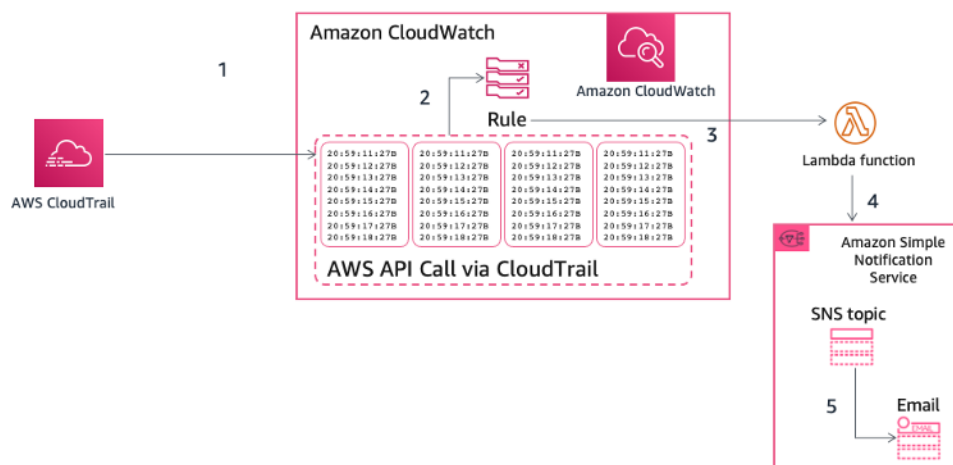 Amazon CloudWatch
1
Amazon CloudWatch
2
Rule
3
Lambda function
AWS CloudTrail
20:59:11:27B 20:59:11:27B 20:59:11:27B 20:59:11:27B
20:59:12:27B 20:59:12:27B 20:59:12:27B 20:59:12:27B
20:59:13:27B 20:59:13:27B 20:59:13:27B 20:59:13:27B
20:59:14:27B 20:59:14:27B 20:59:14:27B 20:59:14:27B
20:59:15:27B 20:59:15:27B 20:59:15:27B 20:59:15:27B
20:59:16:27B 20:59:16:27B 20:59:16:27B 20:59:16:27B
20:59:17:27B 20:59:17:27B 20:59:17:27B 20:59:17:27B
20:59:18:27B 20:59:18:27B 20:59:18:27B 20:59:18:27B
AWS API Call via CloudTrail
4
Amazon Simple
Notification
Service
SNS topic
5
Email
EMAIL